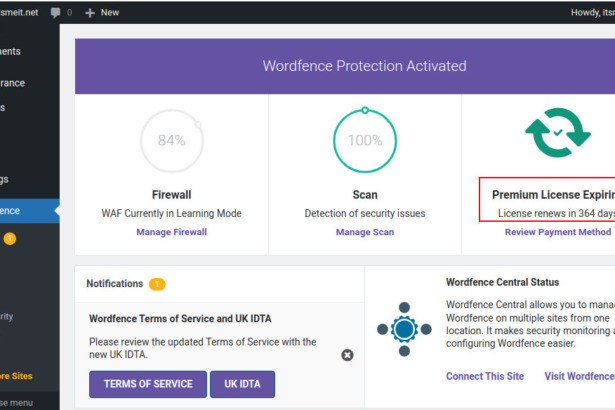 smeit.net 0 + New Howdy, its
ments
rance
s
gs
ence
1
rity
ore Sites
se menu
Wordfence Protection Activated
84%
Firewall
WAF Currently in Learning Mode
Manage Firewall
100%
Scan
Detection of security issues
Manage Scan
Premium License Expirin
License renews in 364 days
Review Payment Method
Notifications 1
Wordfence Terms of Service and UK IDTA
Please review the updated Terms of Service with the
new UK IDTA.
TERMS OF SERVICE UK IDTA
Wordfence Central Status
Wordfence Central allows you to mana
Wordfence on multiple sites from one
location. It makes security monitoring a
configuring Wordfence easier.
Connect This Site Visit Wordfence